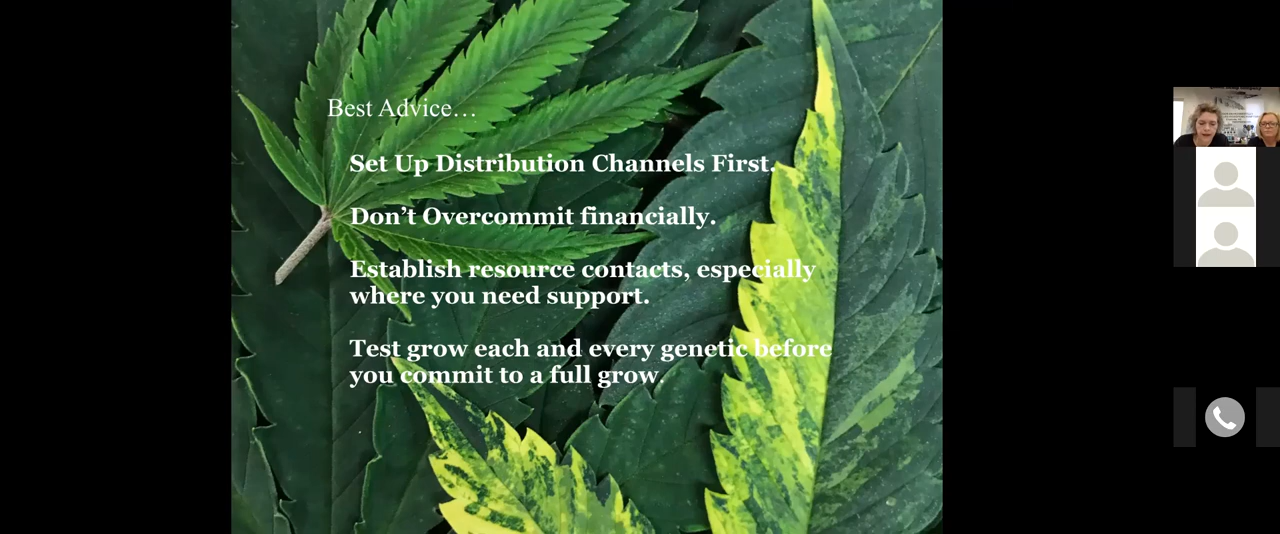 Best Advice...
Set Up Distribution Channels First.
Don’t Overcommit financially.
Establish resource contacts, especially
where you need support.
Test grow each and every genetic before
you commit to a full grow.